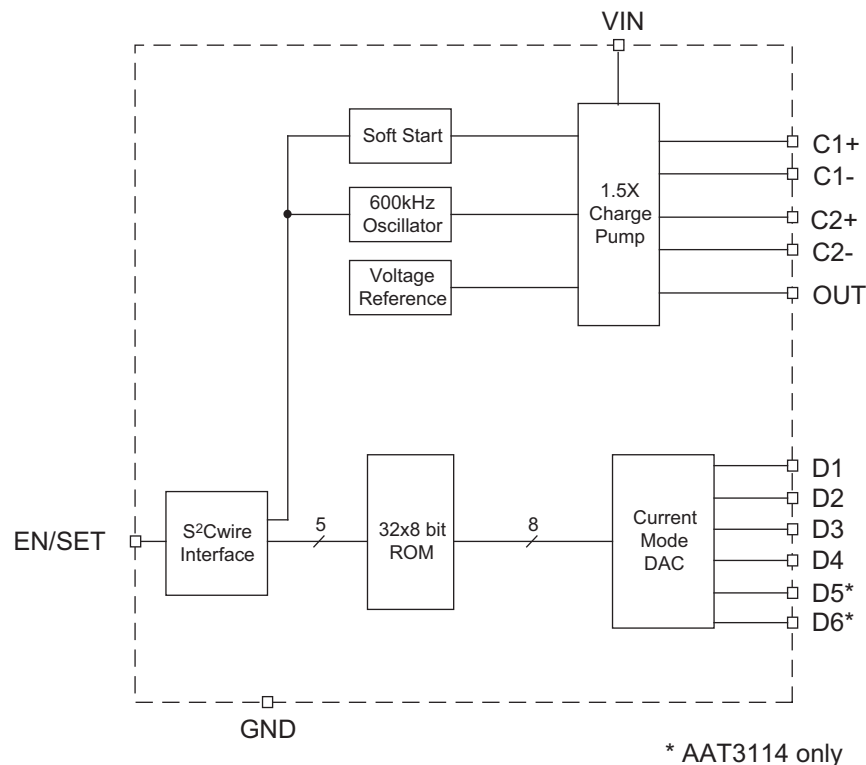 VIN
Soft Start
600kHz
Oscillator
Voltage
Reference
1.5X
Charge
Pump
C1+
C1-
C2+
C2-
OUT
EN/SET
S²Cwire
Interface
5
32x8 bit
ROM
8
Current
Mode
DAC
D1
D2
D3
D4
D5*
D6*
GND
* AAT3114 only